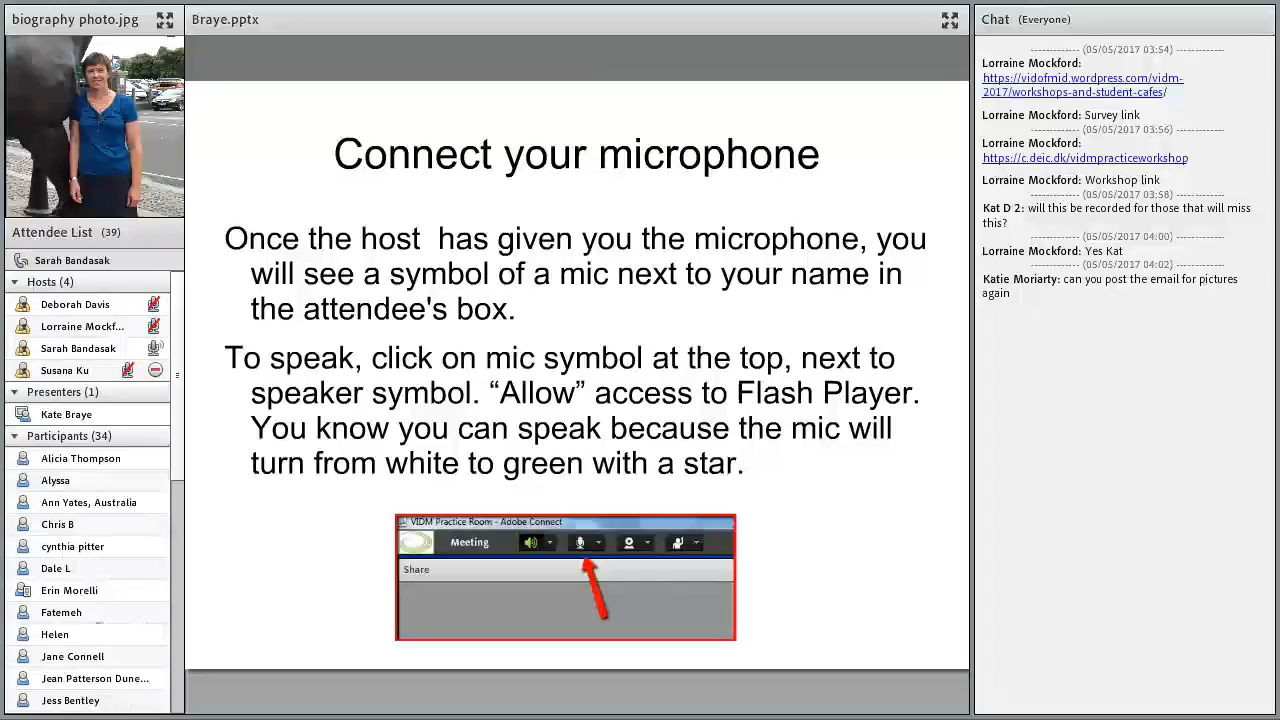 biography photo.jpg
Attendee List (39)
Sarah Bandasak
Hosts (4)
Deborah Davis
Lorraine Mockf...
Sarah Bandasak
Susana Ku
Presenters (1)
Kate Braye
Participants (34)
Alicia Thompson
Alyssa
Ann Yates, Australia
Chris B
cynthia pitter
Dale L
Erin Morelli
Fatemeh
Helen
Jane Connell
Jean Patterson Dune...
Jess Bentley
Braye.pptx
Connect your microphone
Once the host  has given you the microphone, you
will see a symbol of a mic next to your name in
the attendee's box.
To speak, click on mic symbol at the top, next to
speaker symbol. “Allow” access to Flash Player.
You know you can speak because the mic will
turn from white to green with a star.
VIDM Practice Room - Adobe Connect
Meeting
Share
Chat (Everyone)
------------- (05/05/2017 03:54) -------------
Lorraine Mockford:
https://vidofmid.wordpress.com/vidm-
2017/workshops-and-student-cafes/
Lorraine Mockford: Survey link
------------- (05/05/2017 03:56) -------------
Lorraine Mockford:
https://c.deic.dk/vidmpracticeworkshop
Lorraine Mockford: Workshop link
------------- (05/05/2017 03:58) -------------
Kat D 2: will this be recorded for those that will miss
this?
------------- (05/05/2017 04:00) -------------
Lorraine Mockford: Yes Kat
------------- (05/05/2017 04:02) -------------
Katie Moriarty: can you post the email for pictures
again